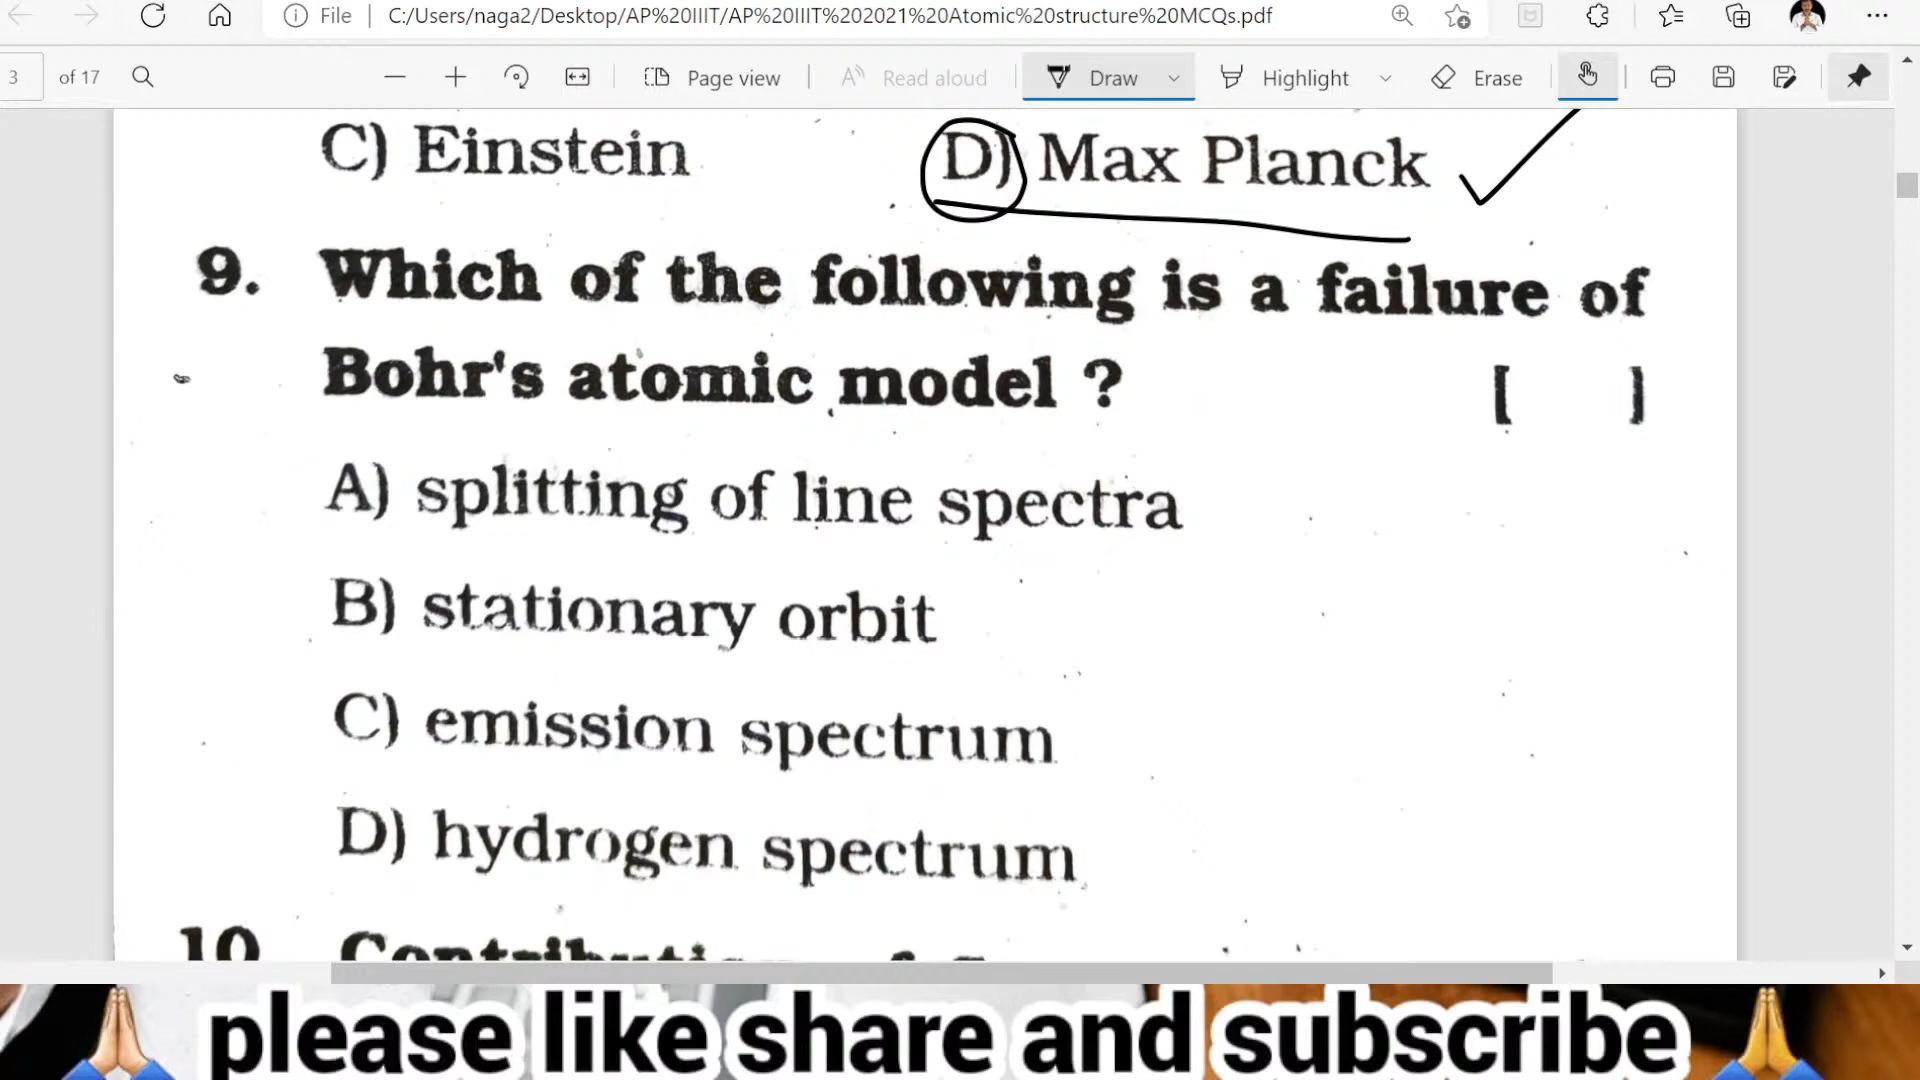 File C:/Users/naga2/Desktop/AP%20IIIT/AP%20IIIT%202021%20Atomic%20structure%20MCQs.pdf
3 of 17 Page view Read aloud Draw Highlight Erase
C) Einstein D) Max Planck
9. Which of the following is a failure of
Bohr's atomic model ? [ ]
A) splitting of line spectra
B) stationary orbit
C) emission spectrum
D) hydrogen spectrum
10
please like share and subscribe